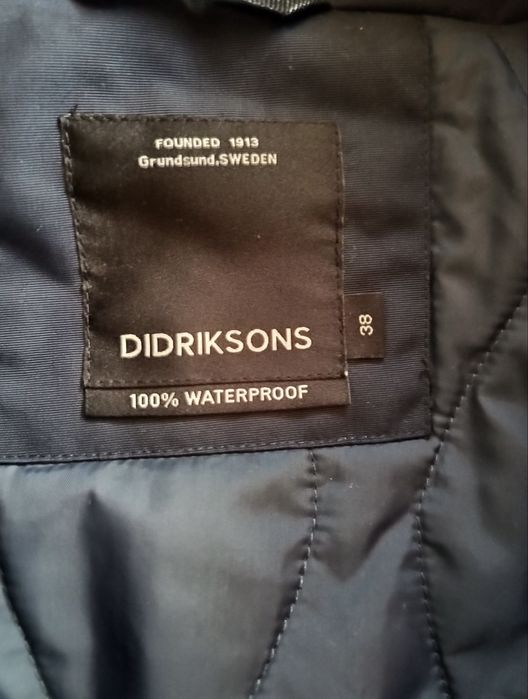 FOUNDED 1913
Grundsund,SWEDEN
DIDRIKSONS
38
100% WATERPROOF